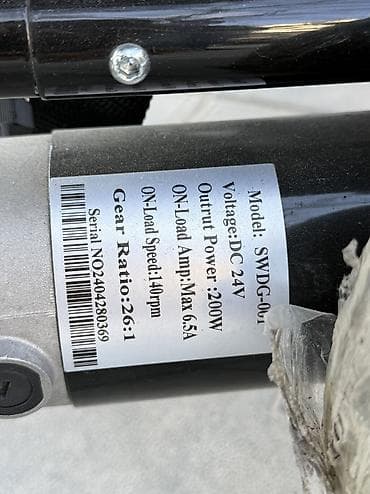 Model: SWDG-001
Voltage:DC 24V
Outrut Power :200W
ON-Load Amp:Max 6.5A
ON-Load Speed:140rpm
Gear Ratio:26:1
Serial NO2404280369